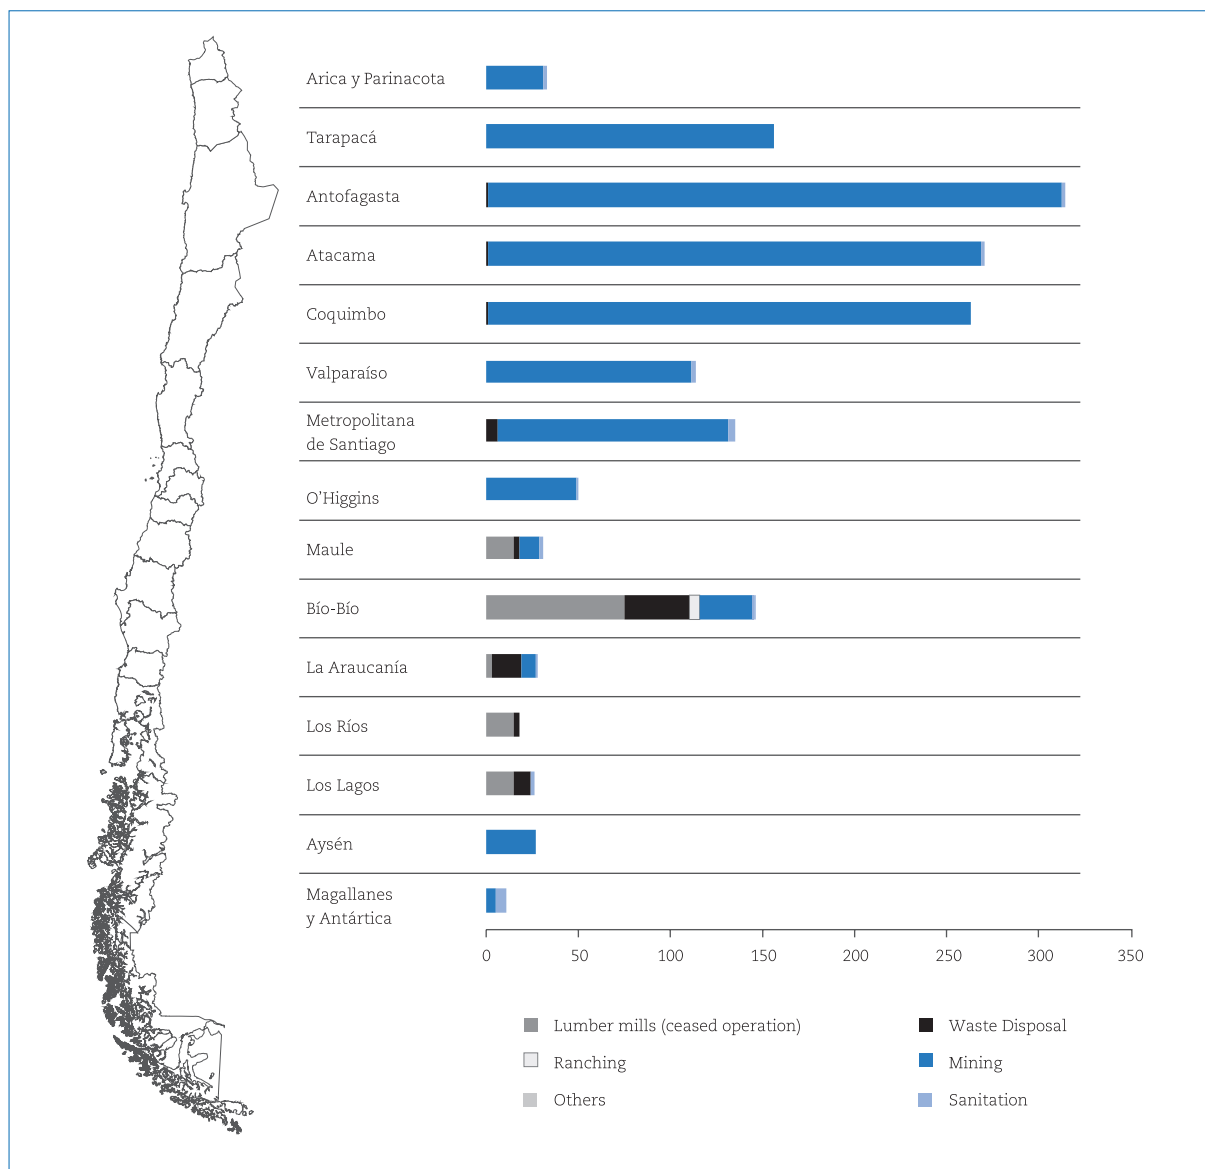 Arica y Parinacota
Tarapacá
Antofagasta
Atacama
Coquimbo
Valparaíso
Metropolitana
de Santiago
O’Higgins
Maule
Bío-Bío
La Araucanía
Los Ríos
Los Lagos
Aysén
Magallanes
y Antártica
0 50 100 150 200 250 300 350
Lumber mills (ceased operation)
Waste Disposal
Ranching
Mining
Others
Sanitation